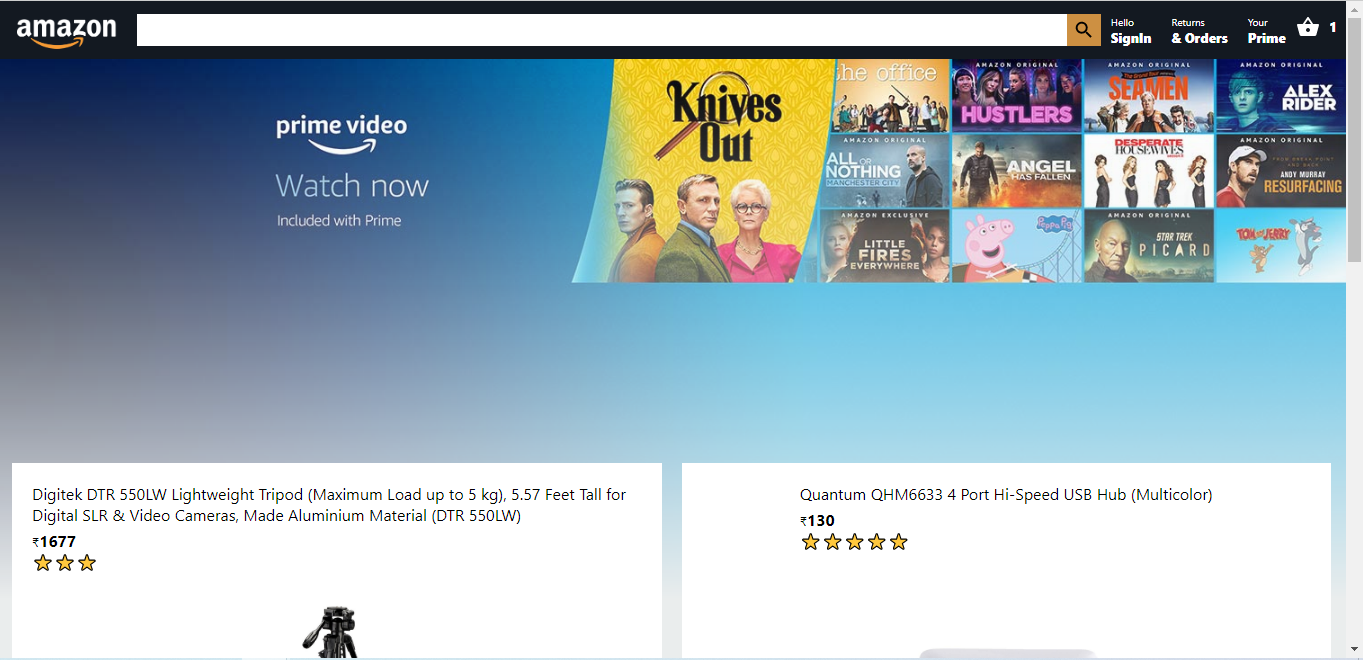 amazon
Hello
SignIn
Returns
& Orders
Your
Prime
1
prime video
Watch now
Included with Prime
Knives
Out
the office
AMAZON ORIGINAL
HUSTLERS
AMAZON ORIGINAL
SEAMEN
AMAZON ORIGINAL
ALEX
RIDER
AMAZON ORIGINAL
ALL OR
NOTHING
MANCHESTER CITY
ANGEL
HAS FALLEN
DESPERATE
HOUSEWIVES
FROM BREAK POINT
AND BACK
ANDY MURRAY
RESURFACING
AMAZON EXCLUSIVE
LITTLE
FIRES
EVERYWHERE
Peppa Pig
AMAZON ORIGINAL
STAR TREK
PICARD
TOM AND JERRY
Digitek DTR 550LW Lightweight Tripod (Maximum Load up to 5 kg), 5.57 Feet Tall for
Digital SLR & Video Cameras, Made Aluminium Material (DTR 550LW)
₹1677
Quantum QHM6633 4 Port Hi-Speed USB Hub (Multicolor)
₹130